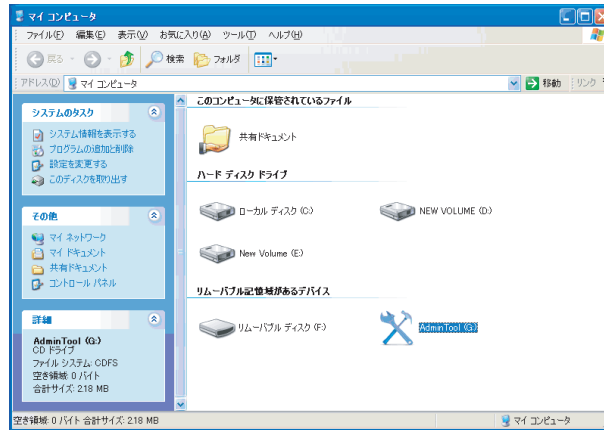 マイ コンピュータ
ファイル(F) 編集(E) 表示(V) お気に入り(A) ツール(T) ヘルプ(H)
戻る 検索 フォルダ
アドレス(D) マイ コンピュータ 移動 リンク
システムのタスク
システム情報を表示する
プログラムの追加と削除
設定を変更する
このディスクを取り出す
その他
マイ ネットワーク
マイ ドキュメント
共有ドキュメント
コントロール パネル
詳細
AdminTool (G:)
CD ドライブ
ファイル システム: CDFS
空き領域: 0 バイト
合計サイズ: 218 MB
このコンピュータに保管されているファイル
共有ドキュメント
ハード ディスク ドライブ
ローカル ディスク (C:) NEW VOLUME (D:)
New Volume (E:)
リムーバブル記憶域があるデバイス
リムーバブル ディスク (F:) AdminTool (G:)
空き領域: 0 バイト 合計サイズ: 218 MB マイ コンピュータ